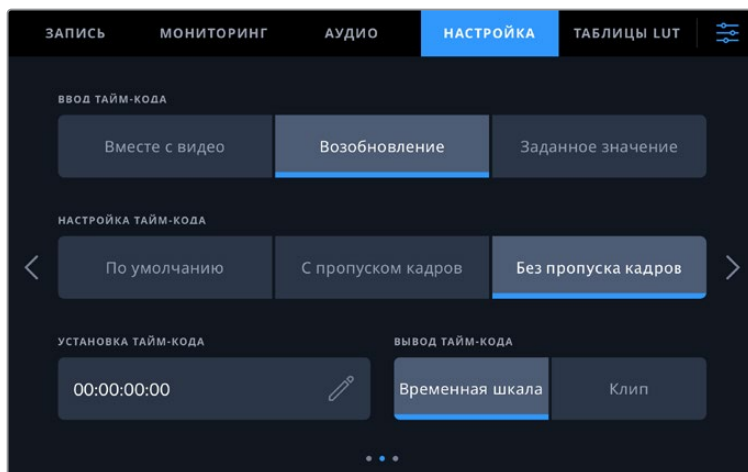 ЗАПИСЬ МОНИТОРИНГ АУДИО НАСТРОЙКА ТАБЛИЦЫ LUT
ВВОД ТАЙМ-КОДА
Вместе с видео Возобновление Заданное значение
НАСТРОЙКА ТАЙМ-КОДА
По умолчанию С пропуском кадров Без пропуска кадров
УСТАНОВКА ТАЙМ-КОДА ВЫВОД ТАЙМ-КОДА
00:00:00:00 Временная шкала Клип